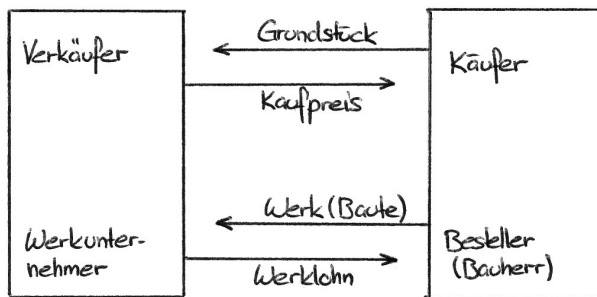 Verkäufer
Grundstück
Käufer
Kaufpreis
Werk (Baute)
Werkunter-
nehmer
Besteller
(Bauherr)
Werklohn